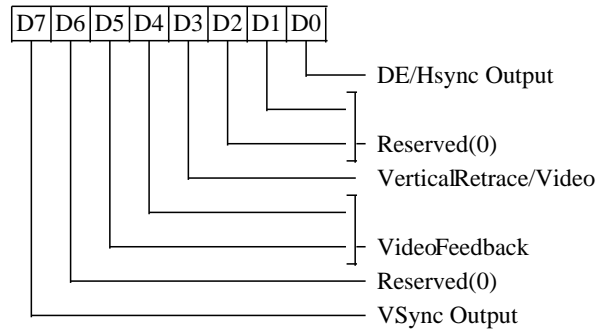 D7 D6 D5 D4 D3 D2 D1 D0
DE/Hsync Output
Reserved(0)
VerticalRetrace/Video
VideoFeedback
Reserved(0)
VSync Output